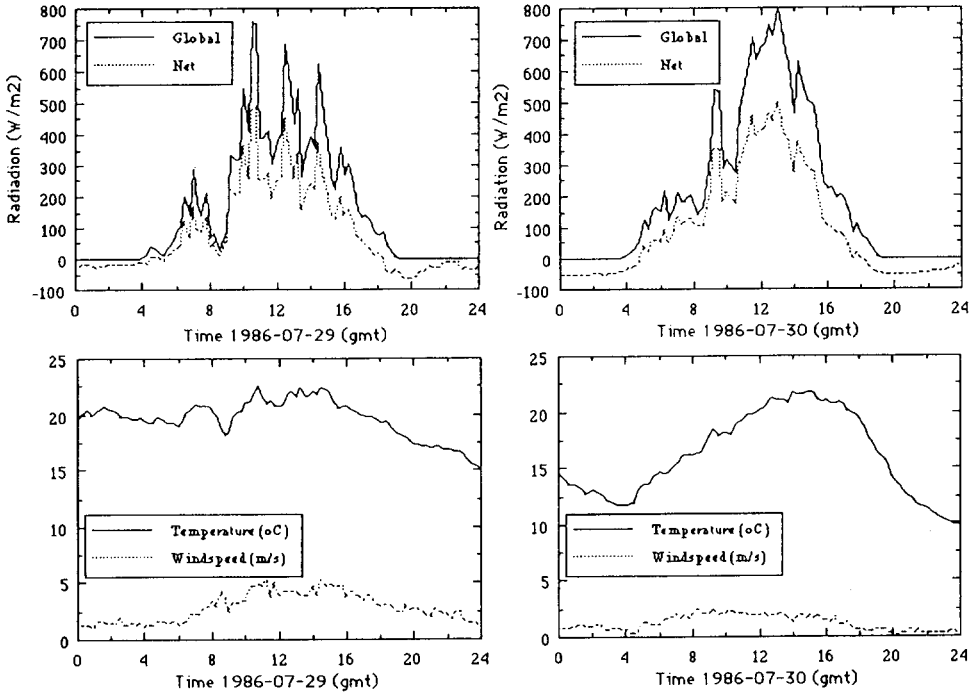 800
700
600
500
400
300
200
100
0
-100
Radiadion (W/m2)
Global
Net
0 4 8 12 16 20 24
Time 1986-07-29 (gmt)
800
700
600
500
400
300
200
100
0
-100
Radiation (W/m2)
Global
Net
0 4 8 12 16 20 24
Time 1986-07-30 (gmt)
25
20
15
10
5
0
Temperature (oC)
Windspeed (m/s)
0 4 8 12 16 20 24
Time 1986-07-29 (gmt)
25
20
15
10
5
0
Temperature (oC)
Windspeed (m/s)
0 4 8 12 16 20 24
Time 1986-07-30 (gmt)